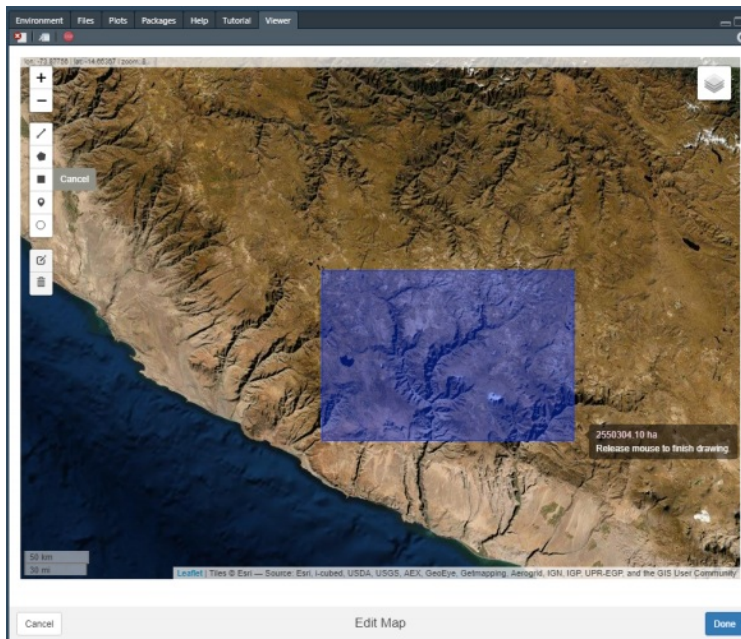 Environment Files Plots Packages Help Tutorial Viewer
+
−
Cancel
2550304.10 ha
Release mouse to finish drawing.
50 km
30 mi
Leaflet | Tiles © Esri — Source: Esri, i-cubed, USDA, USGS, AEX, GeoEye, Getmapping, Aerogrid, IGN, IGP, UPR-EGP, and the GIS User Community
Cancel Edit Map Done